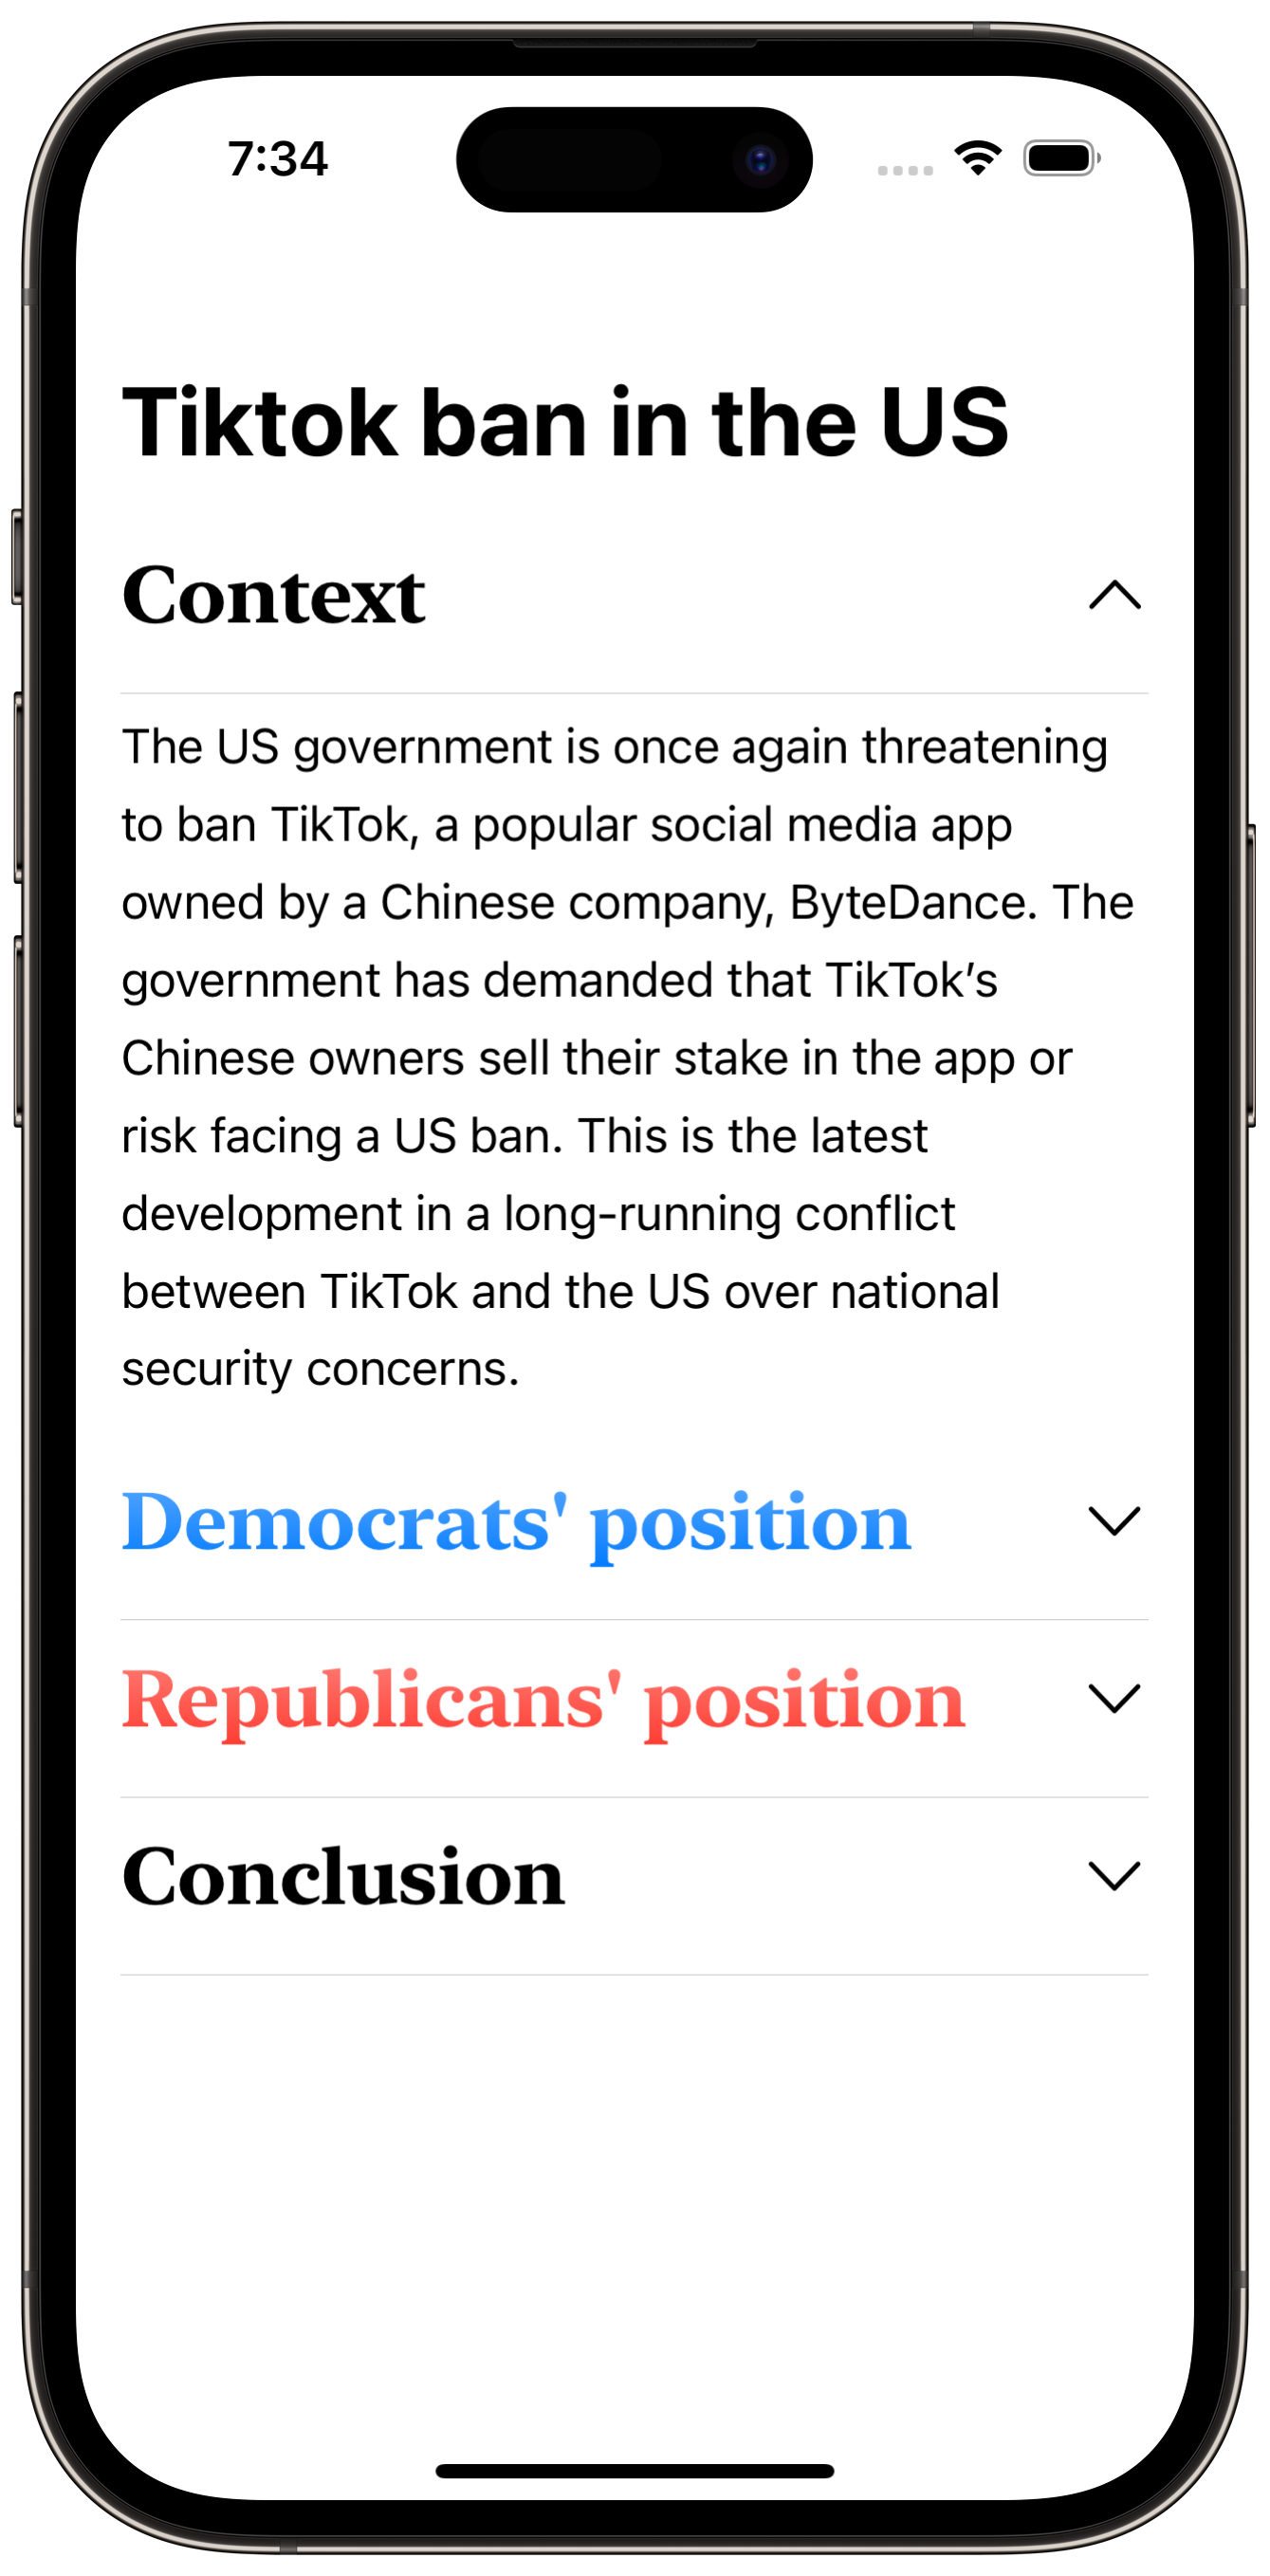 7:34
Tiktok ban in the US
Context
The US government is once again threatening
to ban TikTok, a popular social media app
owned by a Chinese company, ByteDance. The
government has demanded that TikTok’s
Chinese owners sell their stake in the app or
risk facing a US ban. This is the latest
development in a long-running conflict
between TikTok and the US over national
security concerns.
Democrats' position
Republicans' position
Conclusion